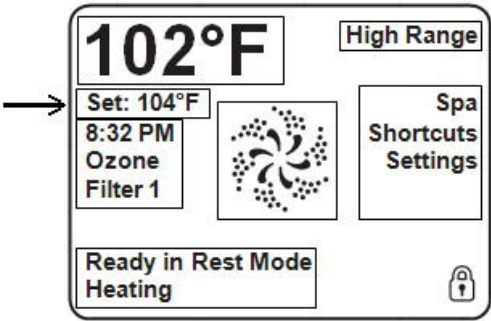 102°F
High Range
Set: 104°F
8:32 PM
Ozone
Filter 1
Spa
Shortcuts
Settings
Ready in Rest Mode
Heating